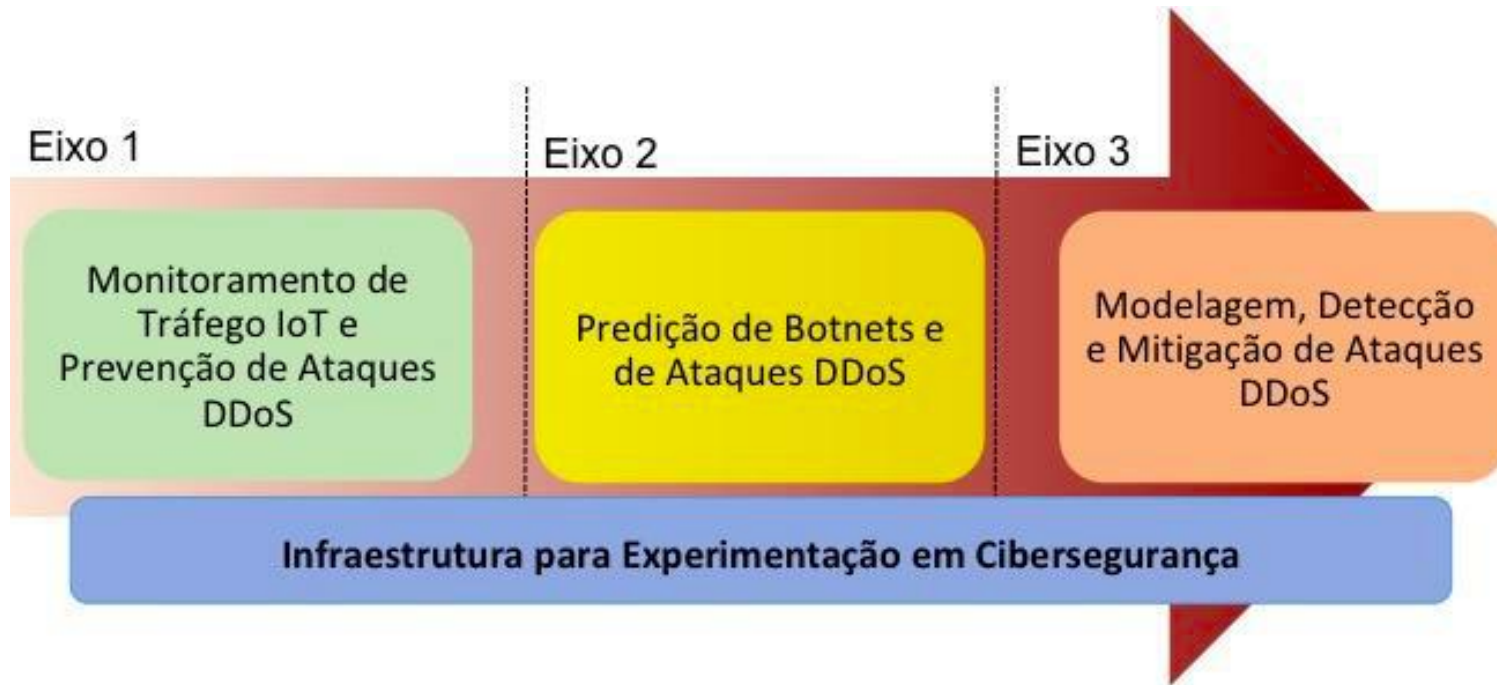 Eixo 1
Eixo 2
Eixo 3
Monitoramento de
Tráfego IoT e
Prevenção de Ataques
DDoS
Predição de Botnets e
de Ataques DDoS
Modelagem, Detecção
e Mitigação de Ataques
DDoS
Infraestrutura para Experimentação em Cibersegurança